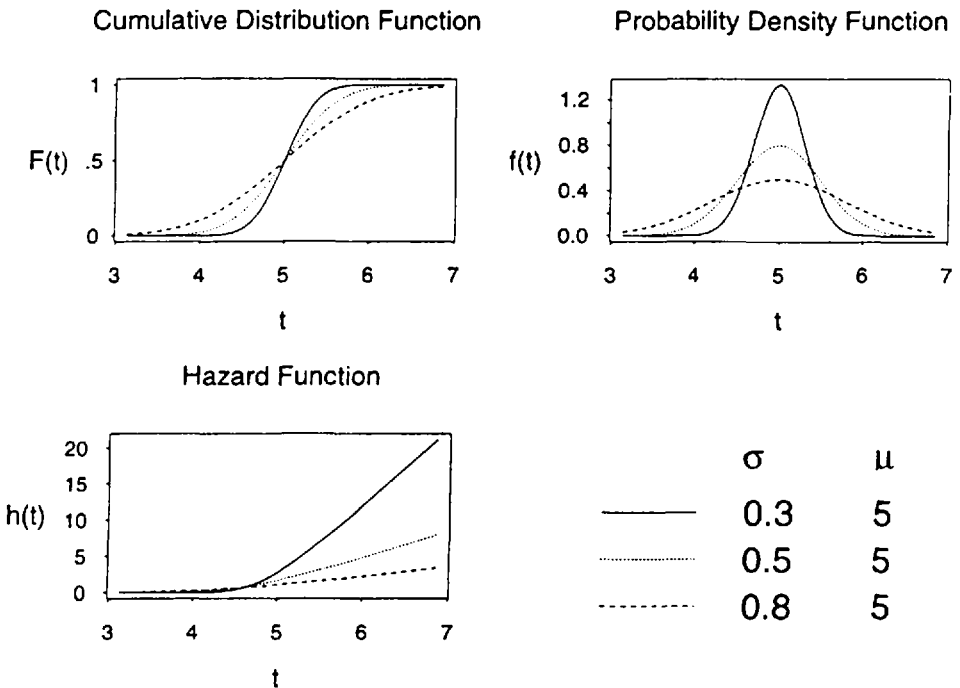 Cumulative Distribution Function
1
.5
0
F(t)
3 4 5 6 7
t
Probability Density Function
1.2
0.8
0.4
0.0
f(t)
3 4 5 6 7
t
Hazard Function
20
15
10
5
0
h(t)
3 4 5 6 7
t
σ μ
0.3 5
0.5 5
0.8 5